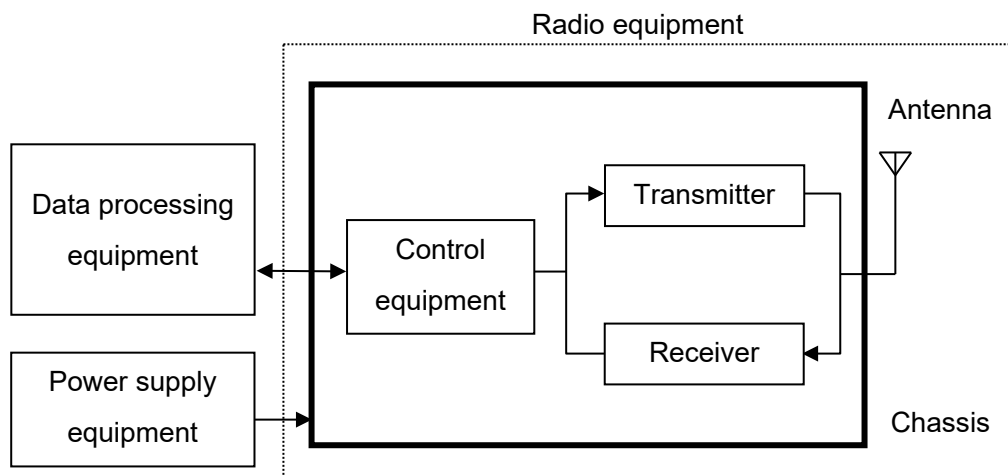 Radio equipment
Antenna
Data processing
equipment
Control
equipment
Transmitter
Receiver
Power supply
equipment
Chassis